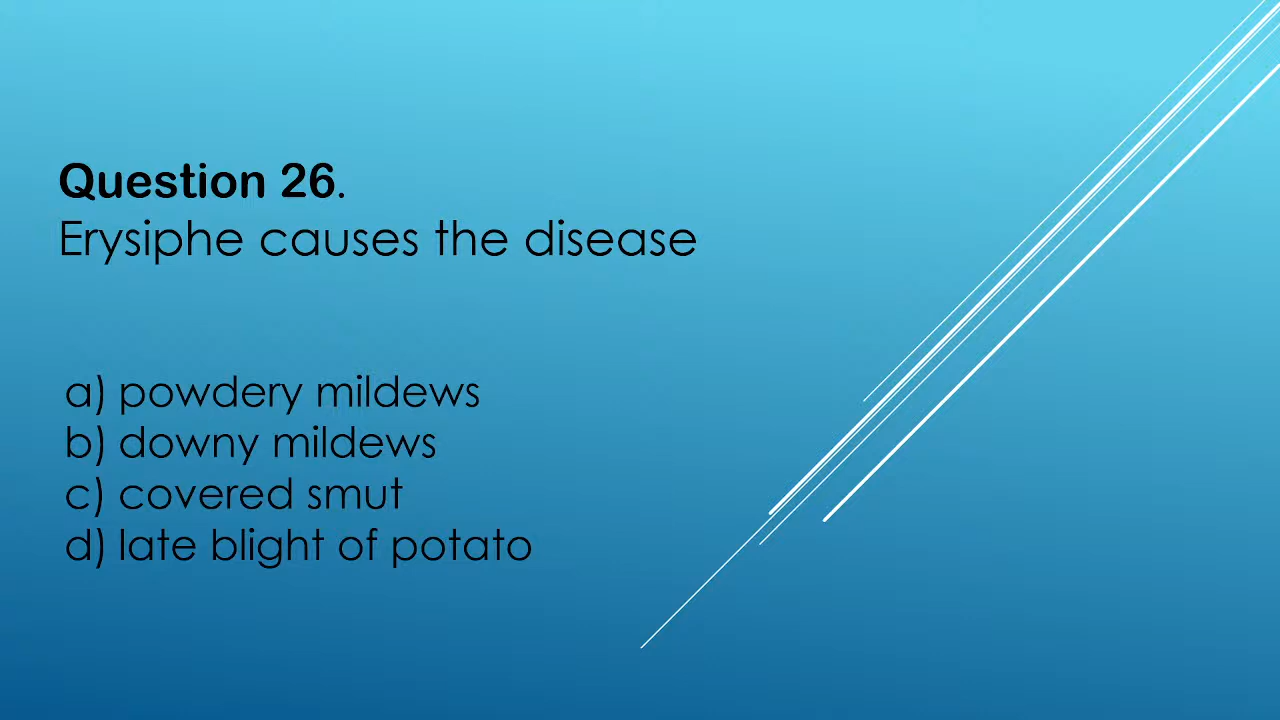 Question 26.
Erysiphe causes the disease
a) powdery mildews
b) downy mildews
c) covered smut
d) late blight of potato